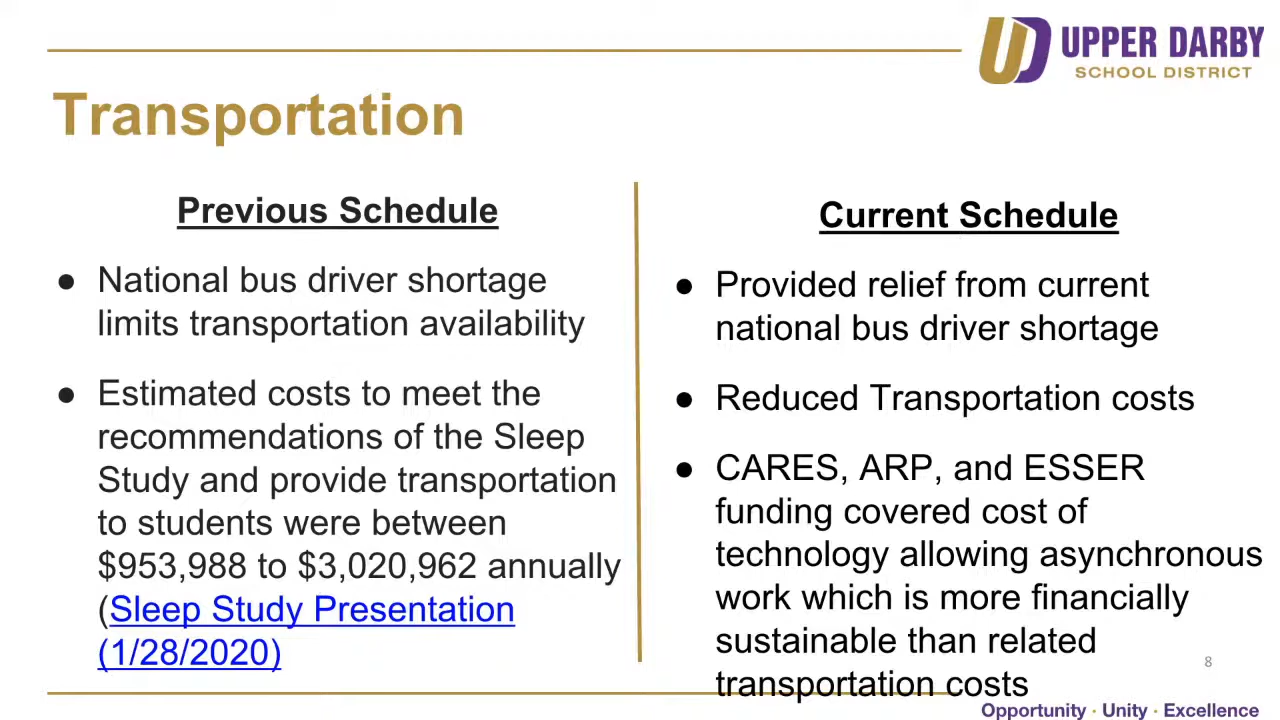 UPPER DARBY
SCHOOL DISTRICT
Transportation
Previous Schedule
● National bus driver shortage
limits transportation availability
● Estimated costs to meet the
recommendations of the Sleep
Study and provide transportation
to students were between
$953,988 to $3,020,962 annually
(Sleep Study Presentation
(1/28/2020)
Current Schedule
● Provided relief from current
national bus driver shortage
● Reduced Transportation costs
● CARES, ARP, and ESSER
funding covered cost of
technology allowing asynchronous
work which is more financially
sustainable than related
transportation costs
8
Opportunity · Unity · Excellence